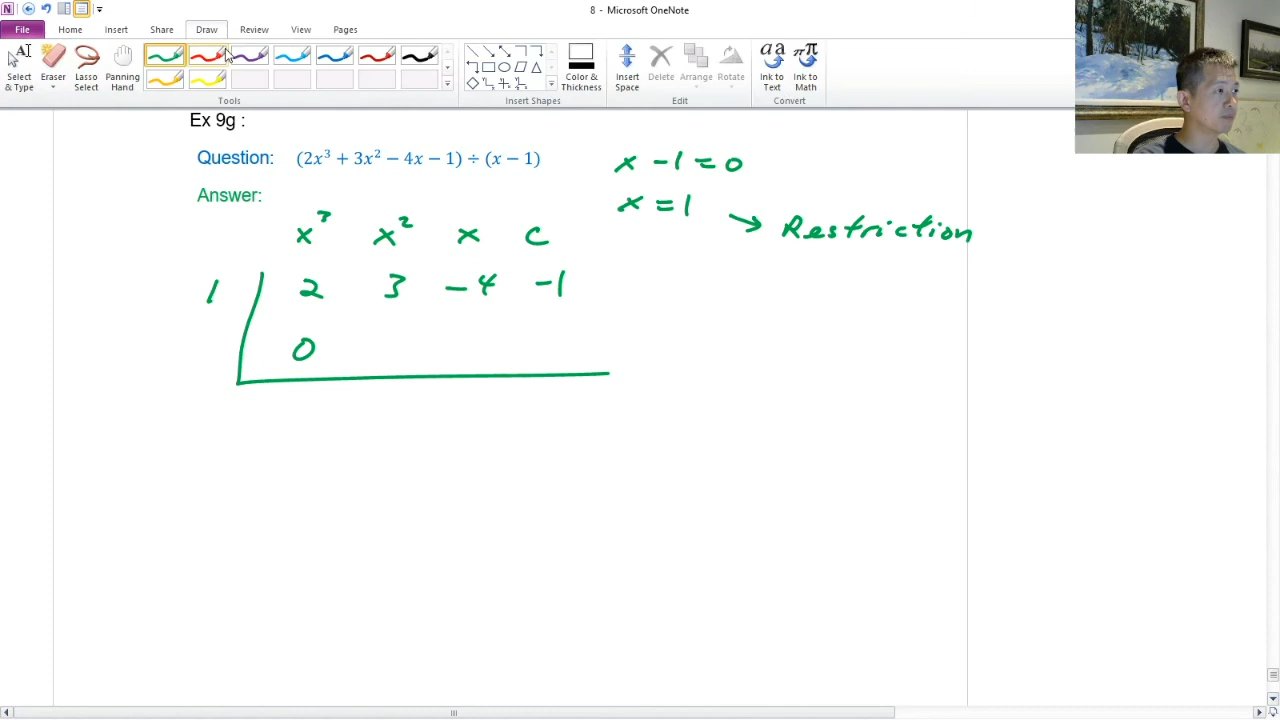 8 - Microsoft OneNote
File Home Insert Share Draw Review View Pages
Select & Type Eraser Lasso Select Panning Hand Color & Thickness Insert Space Delete Arrange Rotate Ink to Text Ink to Math
Tools Insert Shapes Edit Convert
Ex 9g :
Question: (2x³ + 3x² − 4x − 1) ÷ (x − 1)
x - 1 = 0
Answer:
x = 1
→ Restriction
x³ x² x c
1 2 3 -4 -1
0